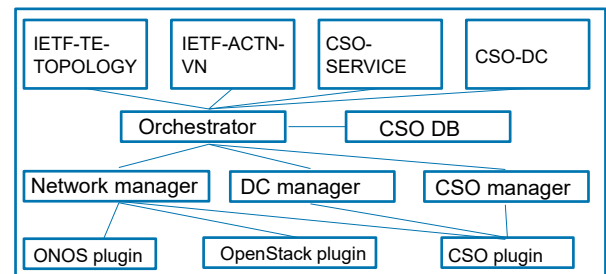 IETF-TE-
TOPOLOGY
IETF-ACTN-
VN
CSO-
SERVICE
CSO-DC
Orchestrator
CSO DB
Network manager
DC manager
CSO manager
ONOS plugin
OpenStack plugin
CSO plugin